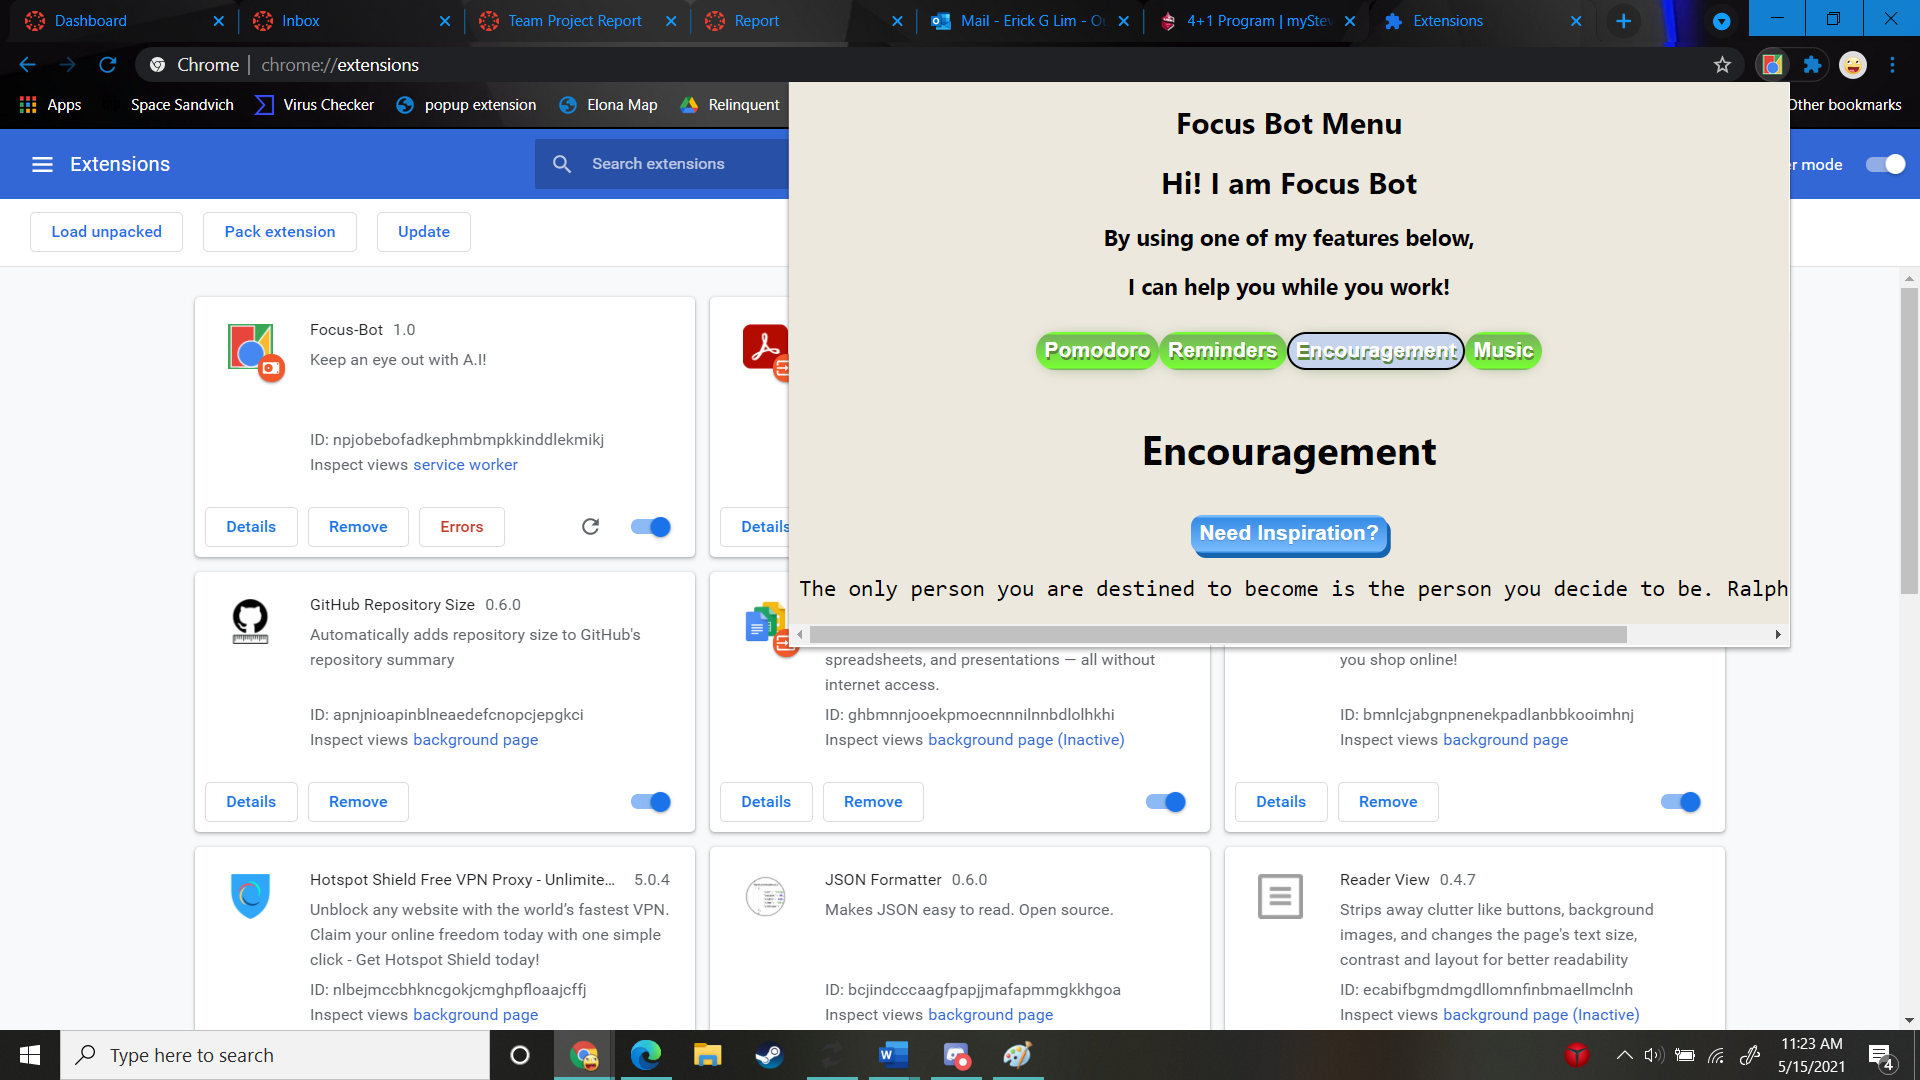 Dashboard
Inbox
Team Project Report
Report
Mail - Erick G Lim - Ou
4+1 Program | myStev
Extensions
Chrome | chrome://extensions
Apps
Space Sandvich
Virus Checker
popup extension
Elona Map
Relinquent
Other bookmarks
Extensions
Search extensions
er mode
Load unpacked
Pack extension
Update
Focus Bot Menu
Hi! I am Focus Bot
By using one of my features below,
I can help you while you work!
Pomodoro
Reminders
Encouragement
Music
Encouragement
Need Inspiration?
The only person you are destined to become is the person you decide to be. Ralph
Focus-Bot 1.0
Keep an eye out with A.I!
ID: npjobebofadkephmbmpkkinddlekmikj
Inspect views service worker
Details
Remove
Errors
Details
GitHub Repository Size 0.6.0
Automatically adds repository size to GitHub's
repository summary
ID: apnjnioapinblneaedefcnopcjepgkci
Inspect views background page
Details
Remove
spreadsheets, and presentations — all without
internet access.
ID: ghbmnnjooekpmoecnnnilnnbdlolhkhi
Inspect views background page (Inactive)
Details
Remove
you shop online!
ID: bmnlcjabgnpnenekpadlanbbkooimhnj
Inspect views background page
Details
Remove
Hotspot Shield Free VPN Proxy - Unlimite... 5.0.4
Unblock any website with the world’s fastest VPN.
Claim your online freedom today with one simple
click - Get Hotspot Shield today!
ID: nlbejmccbhkncgokjcmghpfloaajcffj
Inspect views background page
JSON Formatter 0.6.0
Makes JSON easy to read. Open source.
ID: bcjindcccaagfpapjjmafapmmgkkhgoa
Inspect views background page
Reader View 0.4.7
Strips away clutter like buttons, background
images, and changes the page's text size,
contrast and layout for better readability
ID: ecabifbgmdmgdllomnfinbmaellmclnh
Inspect views background page (Inactive)
Type here to search
11:23 AM
5/15/2021
4